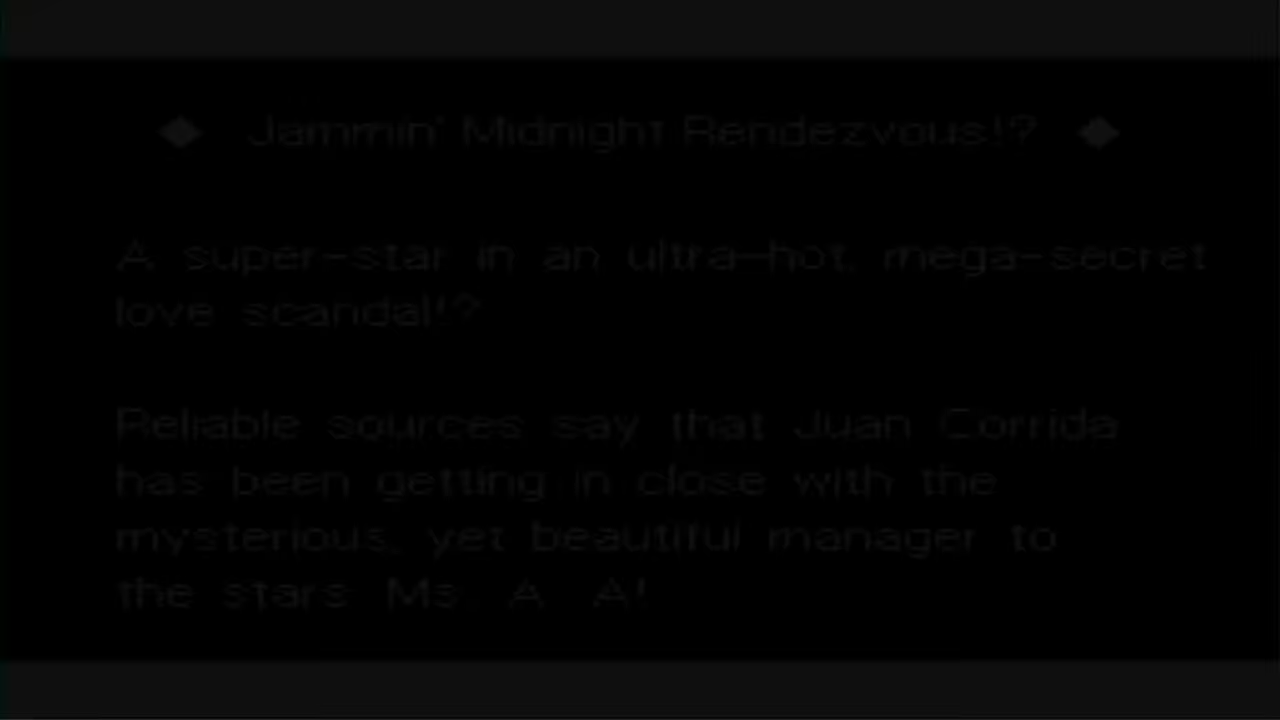 ◆ Jammin' Midnight Rendezvous!? ◆
A super-star in an ultra-hot, mega-secret
love scandal!?
Reliable sources say that Juan Corrida
has been getting in close with the
mysterious, yet beautiful manager to
the stars Ms. A. A!